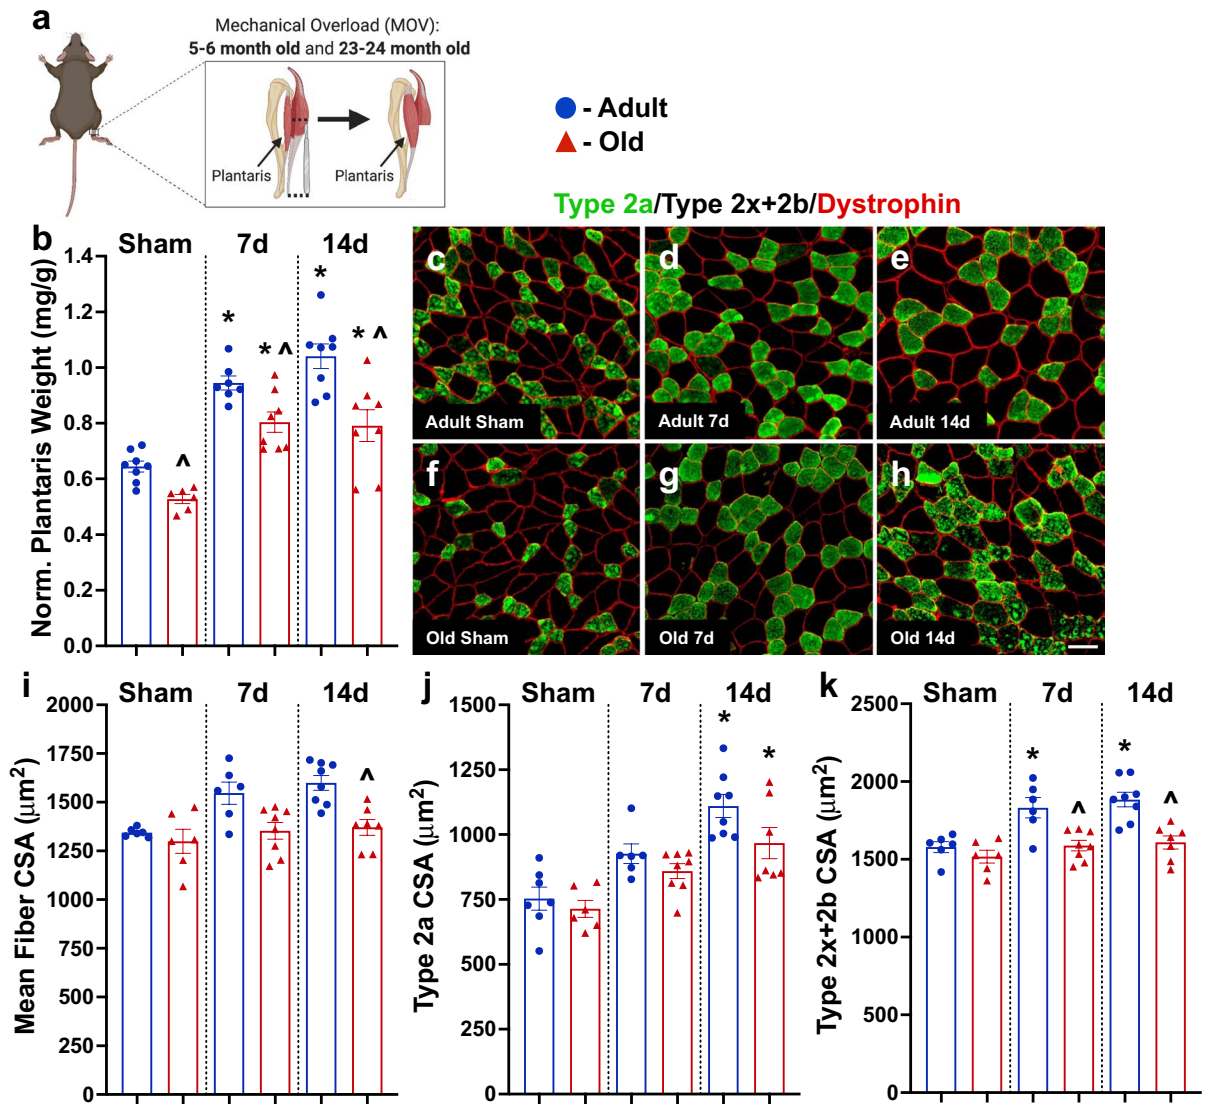 a
Mechanical Overload (MOV):
5-6 month old and 23-24 month old
Plantaris
Plantaris
- Adult
- Old
Type 2a/Type 2x+2b/Dystrophin
b
Sham 7d 14d
Norm. Plantaris Weight (mg/g)
1.4
1.2
1.0
0.8
0.6
0.4
0.2
0.0
^
*
* ^
*
* ^
c
Adult Sham
d
Adult 7d
e
Adult 14d
f
Old Sham
g
Old 7d
h
Old 14d
i
Sham 7d 14d
Mean Fiber CSA (μm²)
2000
1750
1500
1250
1000
750
500
250
0
^
j
Sham 7d 14d
Type 2a CSA (μm²)
1500
1250
1000
750
500
250
0
*
*
k
Sham 7d 14d
Type 2x+2b CSA (μm²)
2500
2000
1500
1000
500
0
*
^
*
^